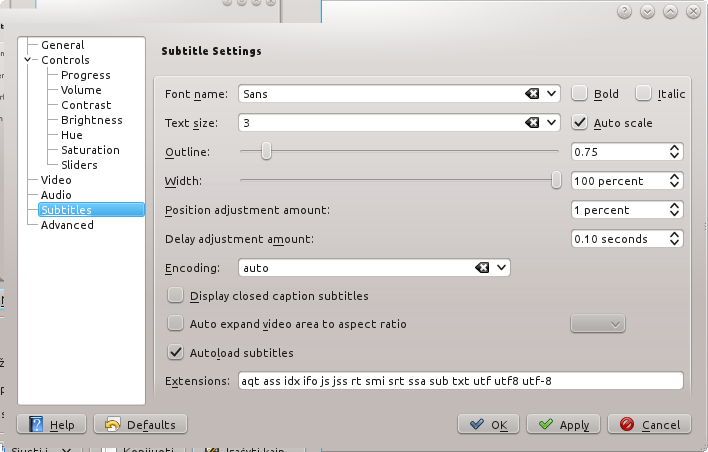 General
Controls
Progress
Volume
Contrast
Brightness
Hue
Saturation
Sliders
Video
Audio
Subtitles
Advanced
Subtitle Settings
Font name: Sans Bold Italic
Text size: 3 Auto scale
Outline: 0.75
Width: 100 percent
Position adjustment amount: 1 percent
Delay adjustment amount: 0.10 seconds
Encoding: auto
Display closed caption subtitles
Auto expand video area to aspect ratio
Autoload subtitles
Extensions: aqt ass idx ifo js jss rt smi srt ssa sub txt utf utf8 utf-8
Help Defaults OK Apply Cancel